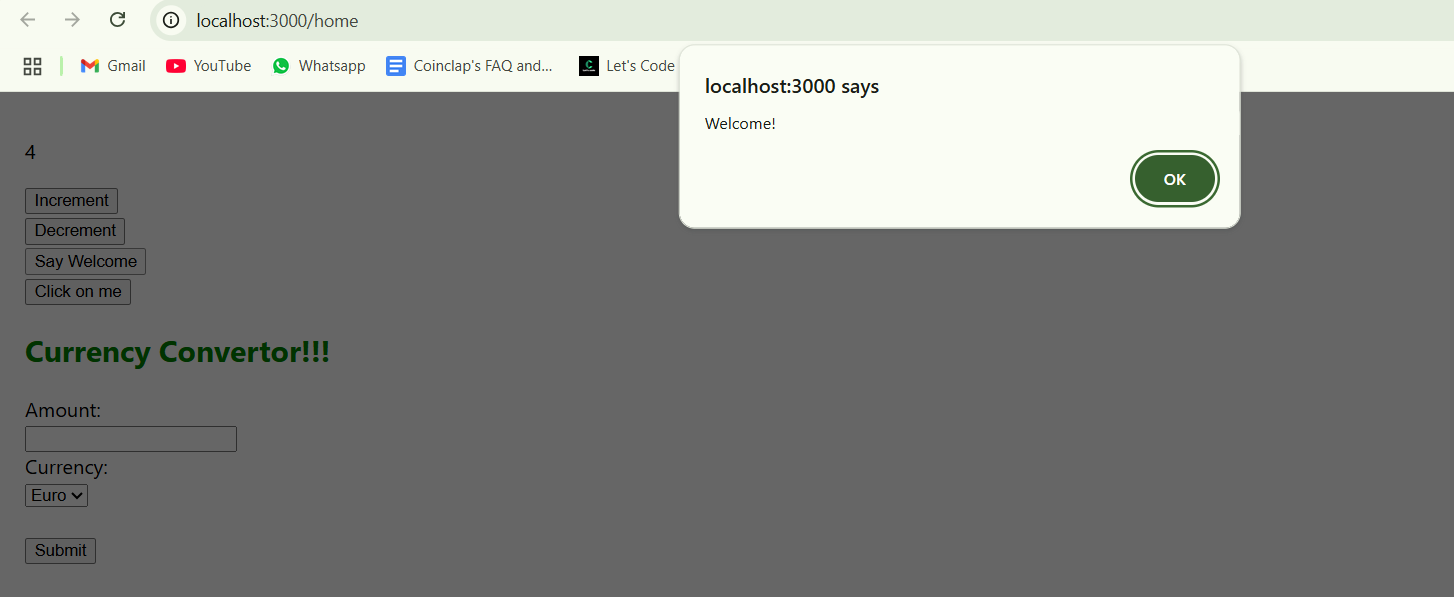 localhost:3000/home
Gmail YouTube Whatsapp Coinclap's FAQ and... Let's Code
localhost:3000 says
Welcome!
OK
4
Increment
Decrement
Say Welcome
Click on me
Currency Convertor!!!
Amount:
Currency:
Euro
Submit